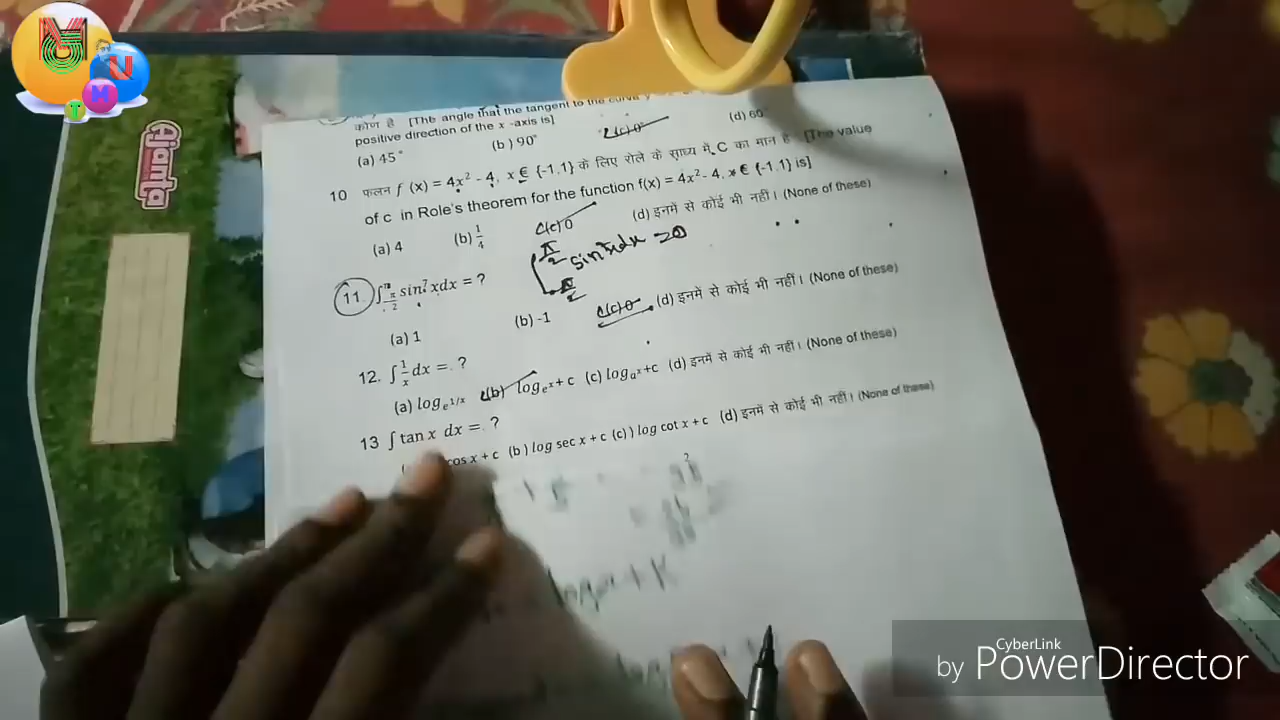 Ajanta
कोण है [The angle that the tangent to the curve y
positive direction of the x -axis is]
(a) 45° (b) 90° (c) 0° (d) 60°
10 फलन f (x) = 4x² - 4, x € {-1,1} के लिए रोले के साध्य में C का मान है [The value
of c in Role's theorem for the function f(x) = 4x² - 4, x € {-1,1} is]
(a) 4 (b) 1/4 (c) 0 (d) इनमें से कोई भी नहीं। (None of these)
sin⁷xdx = 0
11. ∫ sin⁷ xdx = ?
(a) 1 (b) -1 (c) 0 (d) इनमें से कोई भी नहीं। (None of these)
12. ∫ 1/x dx = ?
(a) log e^1/x (b) log e^x + c (c) log a^x + c (d) इनमें से कोई भी नहीं। (None of these)
13 ∫ tan x dx = ?
cos x + c (b) log sec x + c (c) log cot x + c (d) इनमें से कोई भी नहीं। (None of these)
CyberLink
by PowerDirector